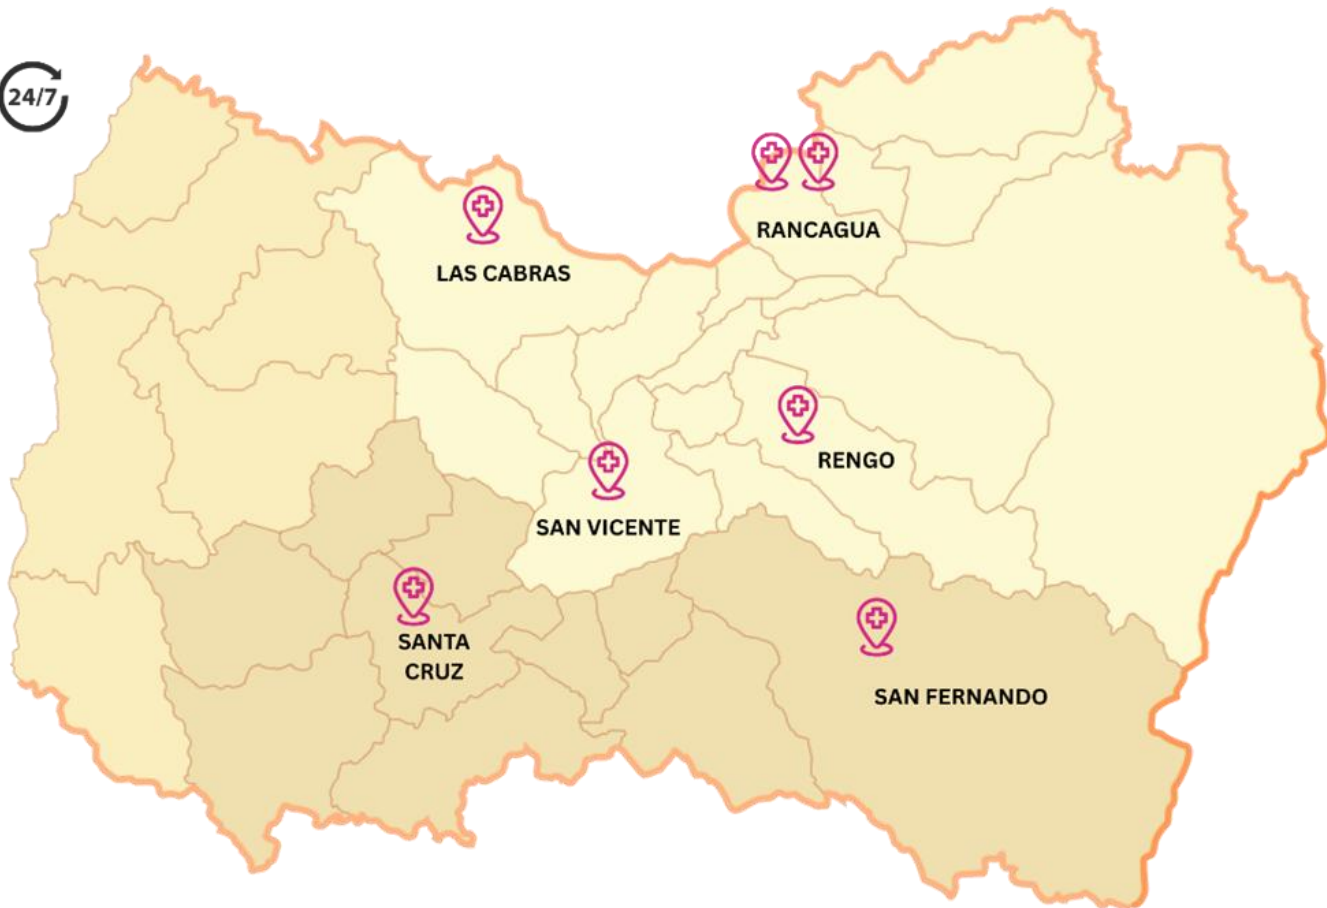 24/7
RANCAGUA
LAS CABRAS
RENGO
SAN VICENTE
SANTA
CRUZ
SAN FERNANDO